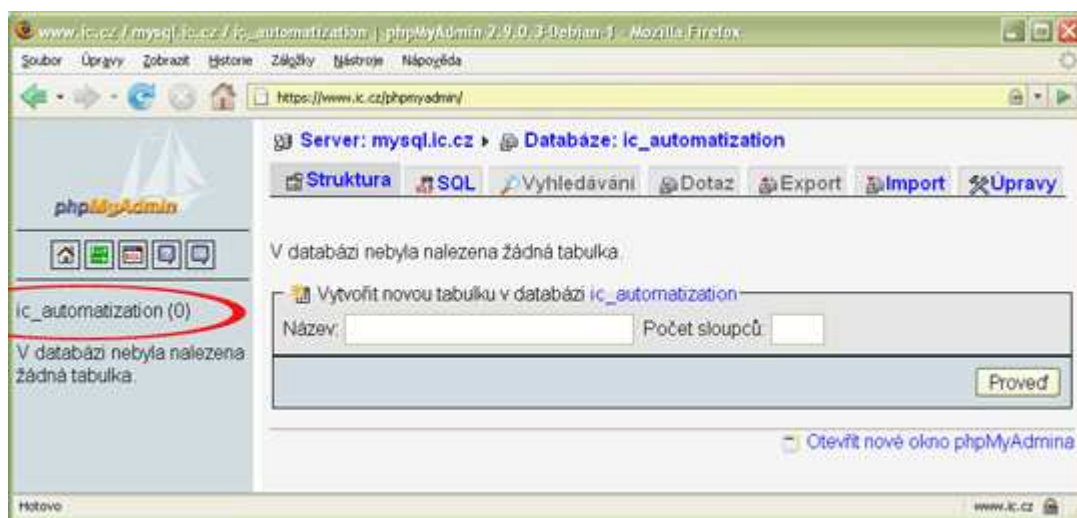 www.ic.cz / mysql.ic.cz / ic_automatization | phpMyAdmin 2.9.0.3-Debian-1 - Mozilla Firefox
Soubor Úpravy Zobrazit Historie Záložky Nástroje Nápověda
https://www.ic.cz/phpmyadmin/
phpMyAdmin
ic_automatization (0)
V databázi nebyla nalezena
žádná tabulka.
Server: mysql.ic.cz Databáze: ic_automatization
Struktura SQL Vyhledávání Dotaz Export Import Úpravy
V databázi nebyla nalezena žádná tabulka.
Vytvořit novou tabulku v databázi ic_automatization
Název: Počet sloupců:
Proveď
Otevřít nové okno phpMyAdmina
Hotovo www.ic.cz